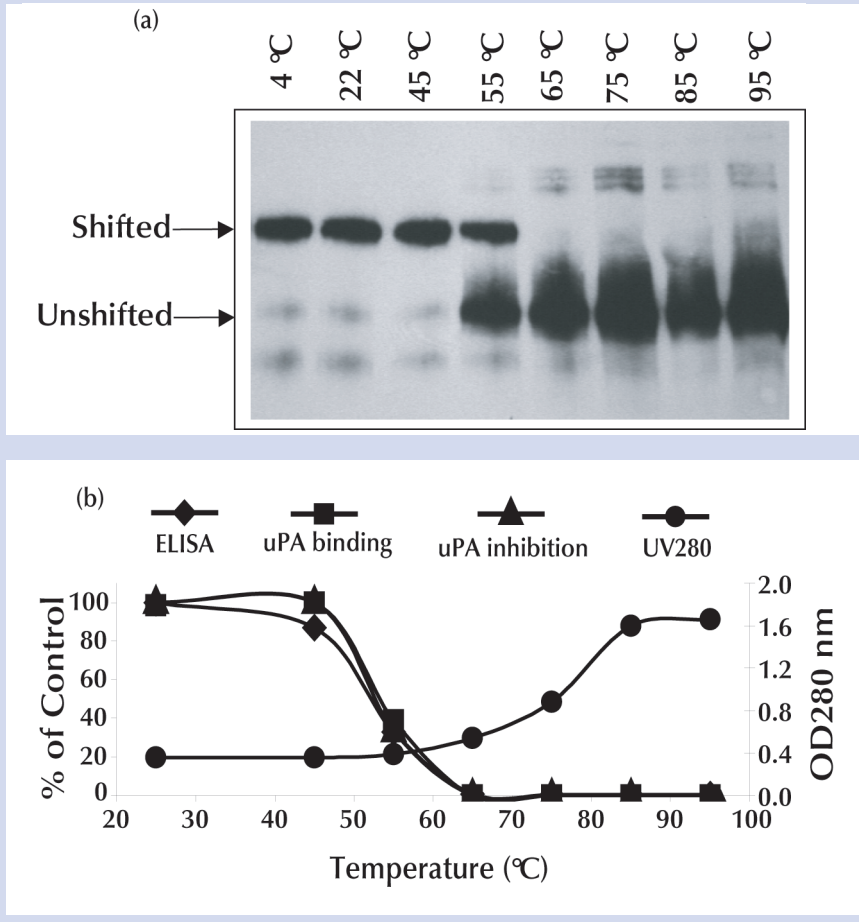 (a)
4 °C 22 °C 45 °C 55 °C 65 °C 75 °C 85 °C 95 °C
Shifted
Unshifted
(b)
ELISA uPA binding uPA inhibition UV280
% of Control
100
80
60
40
20
0
2.0
1.6
1.2
0.8
0.4
0.0
OD280 nm
20 30 40 50 60 70 80 90 100
Temperature (°C)